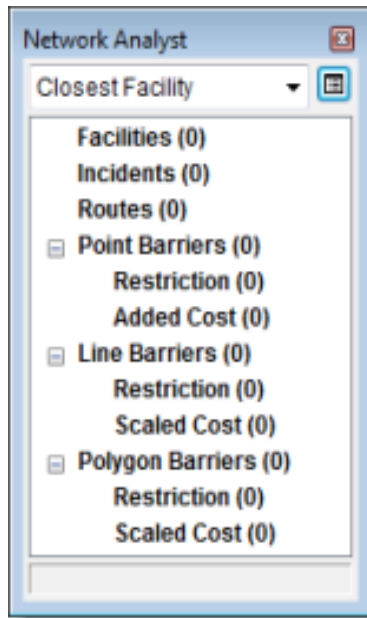 Network Analyst
Closest Facility
Facilities (0)
Incidents (0)
Routes (0)
Point Barriers (0)
Restriction (0)
Added Cost (0)
Line Barriers (0)
Restriction (0)
Scaled Cost (0)
Polygon Barriers (0)
Restriction (0)
Scaled Cost (0)